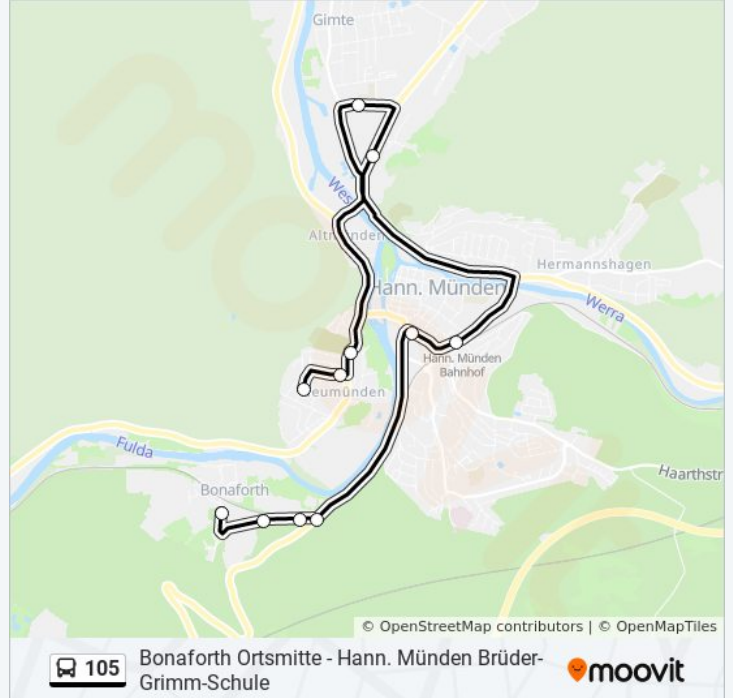 Gimte
Altmünden
Hermannshagen
Hann. Münden
Werra
Hann. Münden
Bahnhof
Neumünden
Fulda
Haarthstr
Bonaforth
© OpenStreetMap contributors | © OpenMapTiles
105
Bonaforth Ortsmitte - Hann. Münden Brüder-
Grimm-Schule
moovit